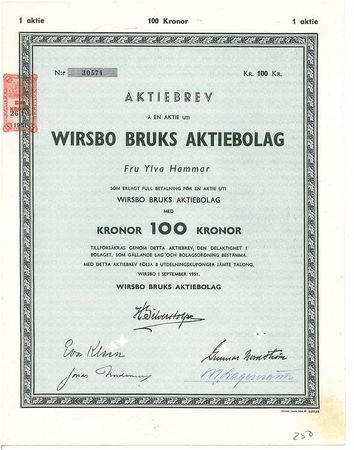 1 aktie 100 Kronor 1 aktie
N:r 30574 Kr. 100 Kr.
AKTIEBREV
Å EN AKTIE UTI
WIRSBO BRUKS AKTIEBOLAG
Fru Ylva Hammar
SOM ERLAGT FULL BETALNING FÖR EN AKTIE UTI
WIRSBO BRUKS AKTIEBOLAG
MED
KRONOR 100 KRONOR
TILLFÖRSÄKRAS GENOM DETTA AKTIEBREV, DEN DELAKTIGHET I
BOLAGET, SOM GÄLLANDE LAG OCH BOLAGSORDNING BESTÄMMA.
MED DETTA AKTIEBREV FÖLJA 8 UTDELNINGSKUPONGER JÄMTE TALONG.
WIRSBO 1 SEPTEMBER 1951.
WIRSBO BRUKS AKTIEBOLAG
Silverstolpe
Gunnar
Jonas
250